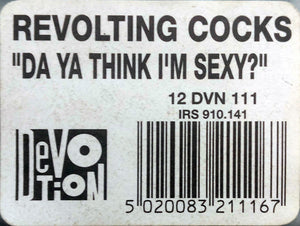 REVOLTING COCKS
"DA YA THINK I'M SEXY?"
12 DVN 111
IRS 910.141
DeVOTiON
5 020083 211167